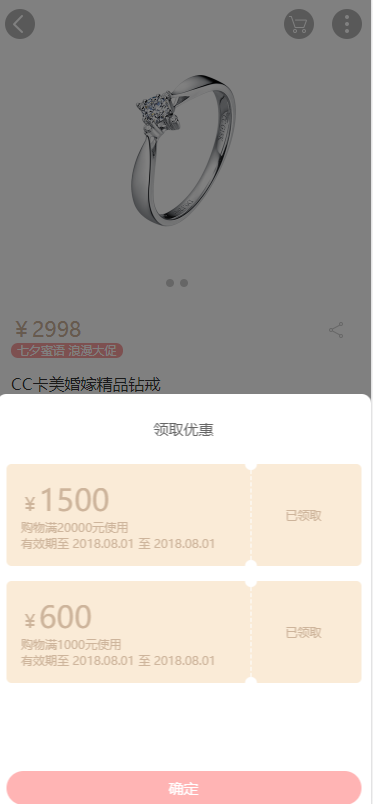 ￥2998
七夕蜜语 浪漫大促
CC卡美婚嫁精品钻戒
领取优惠
￥1500
购物满20000元使用
有效期至 2018.08.01 至 2018.08.01
已领取
￥600
购物满1000元使用
有效期至 2018.08.01 至 2018.08.01
已领取
确定